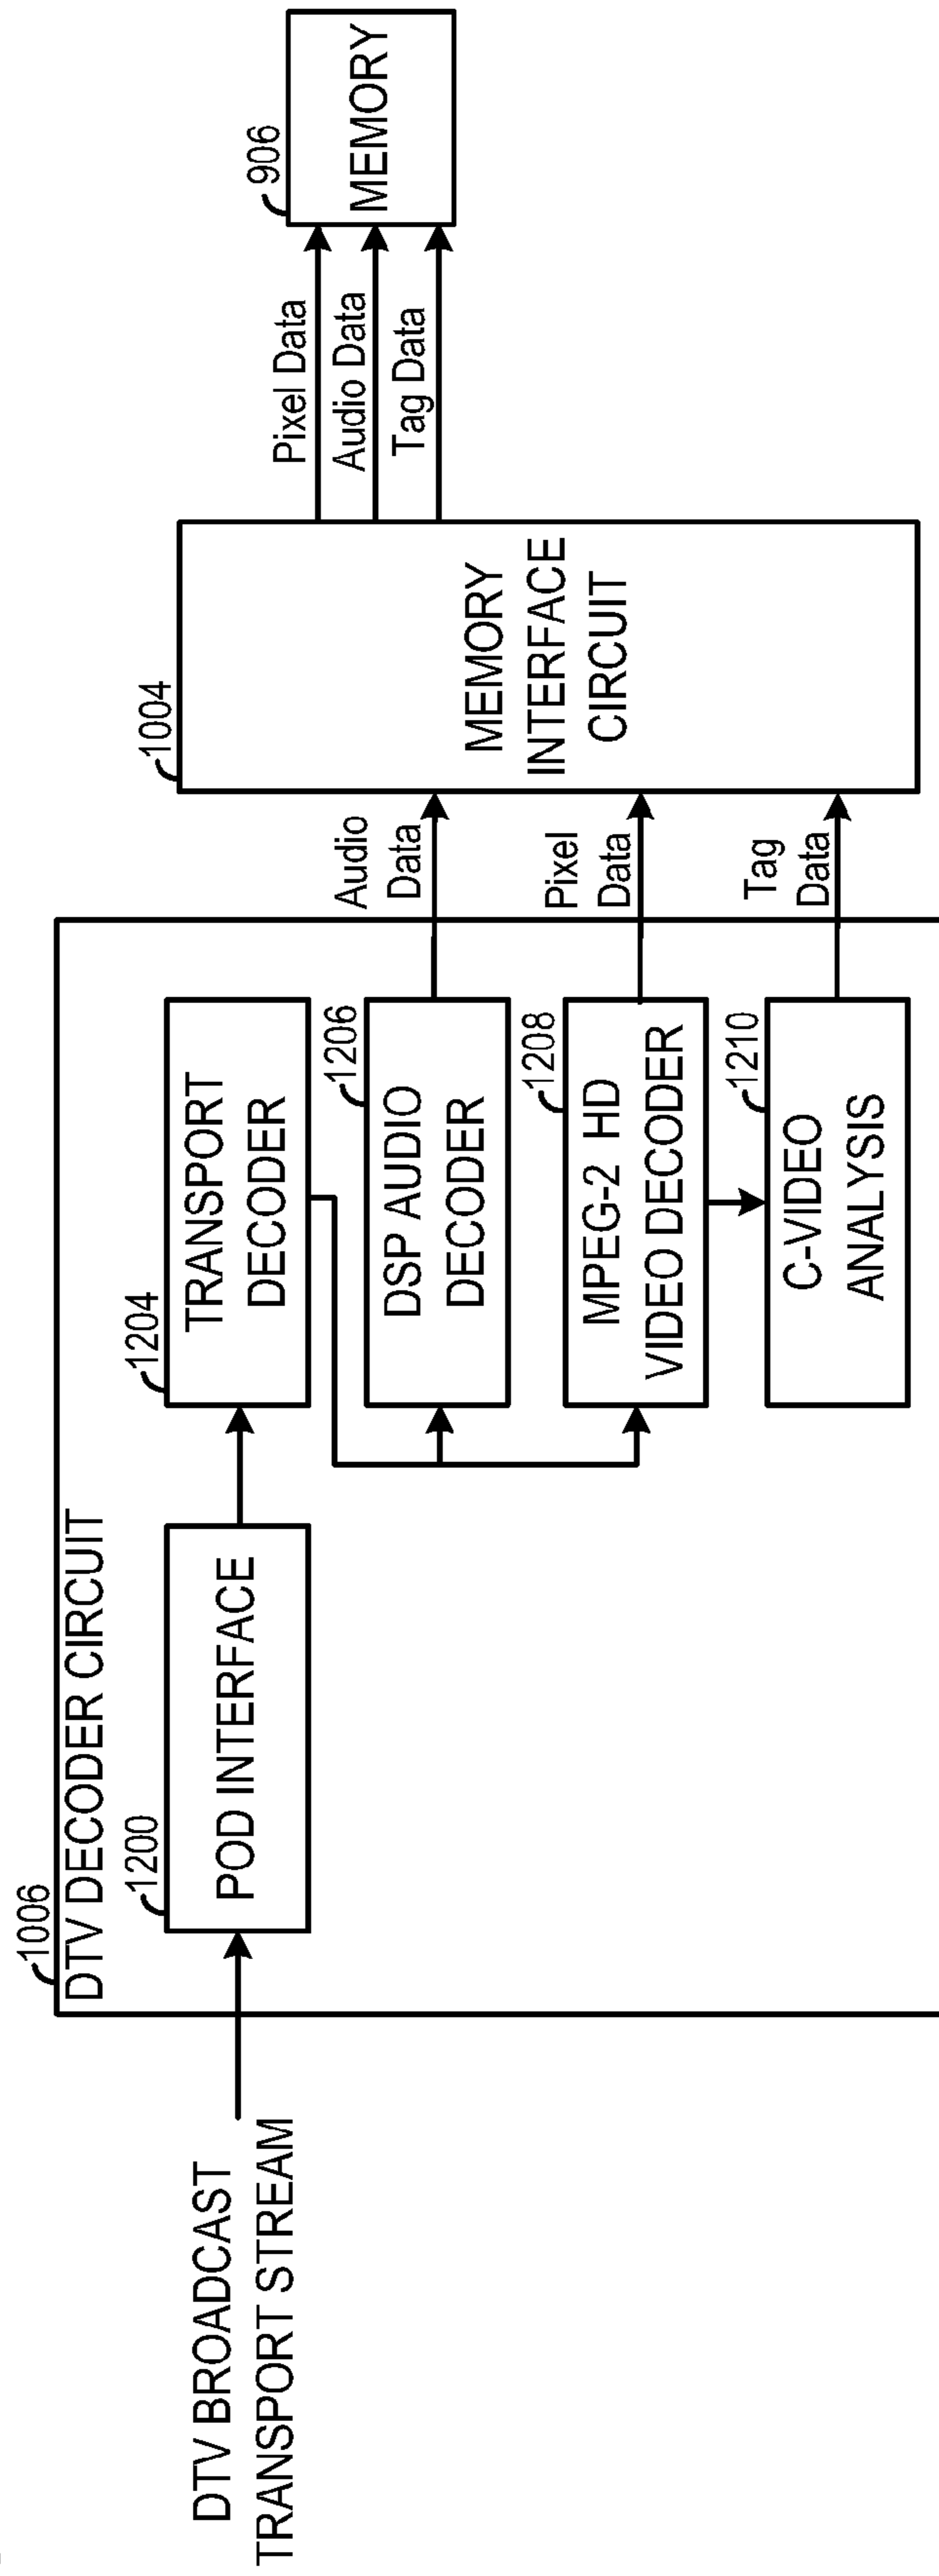 1006
DTV DECODER CIRCUIT
DTV BROADCAST
TRANSPORT STREAM
1200
POD INTERFACE
1204
TRANSPORT
DECODER
1206
DSP AUDIO
DECODER
1208
MPEG-2 HD
VIDEO DECODER
1210
C-VIDEO
ANALYSIS
Audio
Data
Pixel
Data
Tag
Data
1004
MEMORY
INTERFACE
CIRCUIT
Pixel Data
Audio Data
Tag Data
906
MEMORY